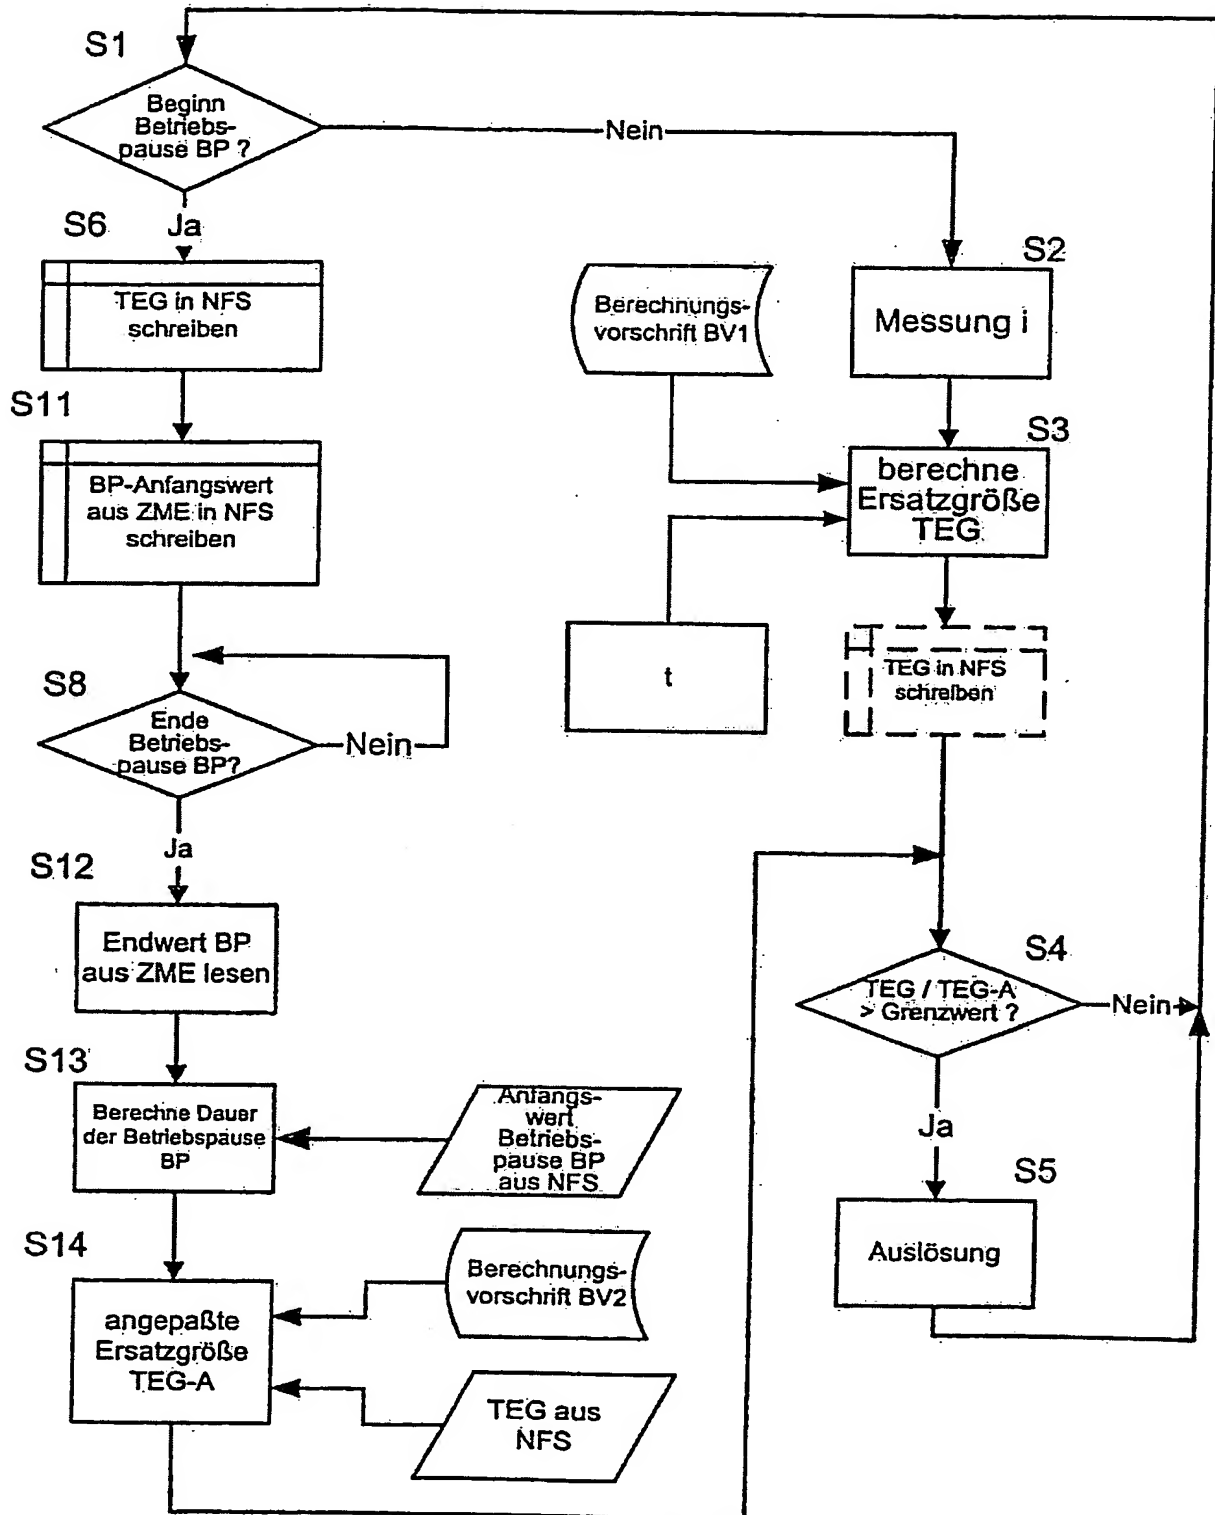 S1
Beginn
Betriebs-
pause BP ?
Nein
Ja
S6
TEG in NFS
schreiben
S11
BP-Anfangswert
aus ZME in NFS
schreiben
S8
Ende
Betriebs-
pause BP?
Nein
Ja
S12
Endwert BP
aus ZME lesen
S13
Berechne Dauer
der Betriebspause
BP
Anfangs-
wert
Betriebs-
pause BP
aus NFS
S14
angepaßte
Ersatzgröße
TEG-A
Berechnungs-
vorschrift BV2
TEG aus
NFS
S2
Messung i
Berechnungs-
vorschrift BV1
S3
berechne
Ersatzgröße
TEG
t
TEG in NFS
schreiben
S4
TEG / TEG-A
> Grenzwert ?
Nein
Ja
S5
Auslösung